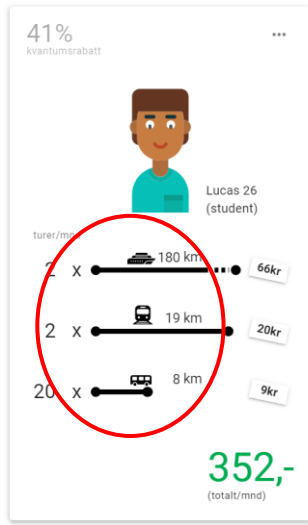 41%
kvantumsrabatt
Lucas 26
(student)
turer/mnd
2 x 180 km 66kr
2 x 19 km 20kr
20 x 8 km 9kr
352,-
(totalt/mnd)